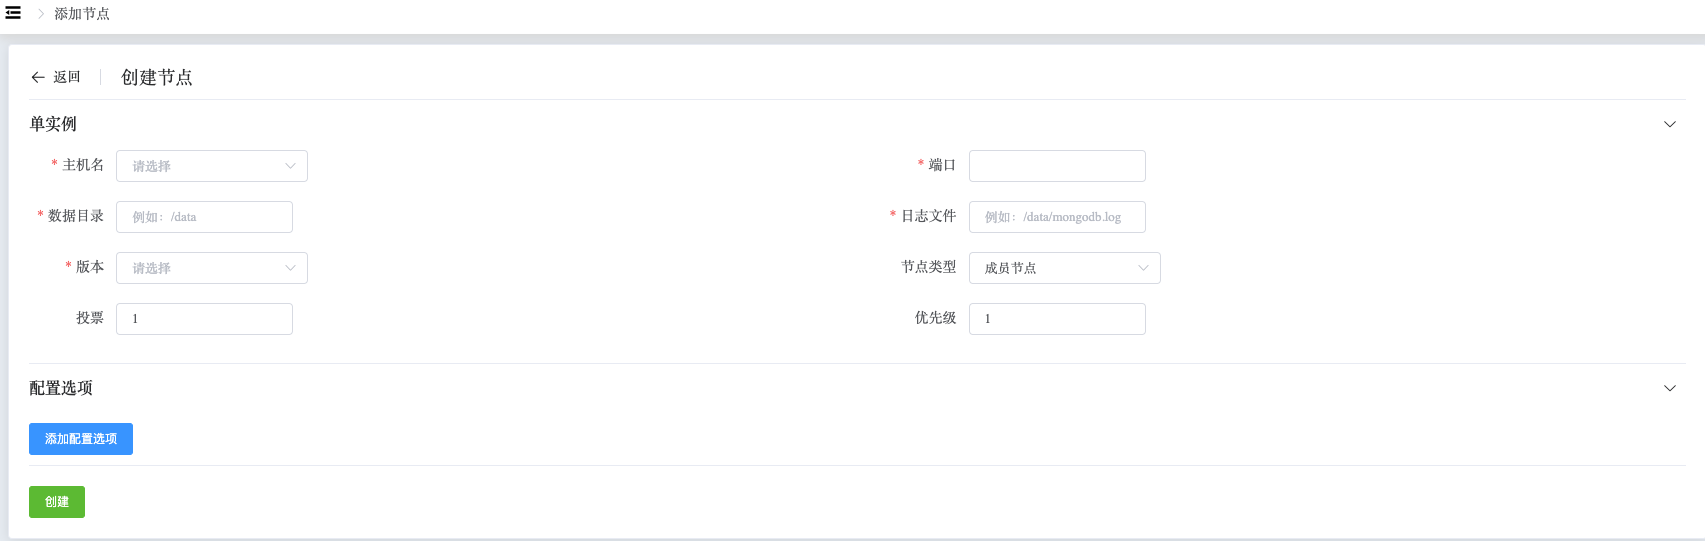 添加节点
返回 创建节点
单实例
* 主机名 请选择 * 端口
* 数据目录 例如：/data * 日志文件 例如：/data/mongodb.log
* 版本 请选择 节点类型 成员节点
投票 1 优先级 1
配置选项
添加配置选项
创建